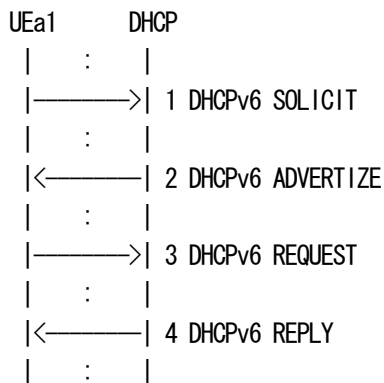 UEa1 DHCP
| : |
|-------->| 1 DHCPv6 SOLICIT
| : |
|<--------| 2 DHCPv6 ADVERTIZE
| : |
|-------->| 3 DHCPv6 REQUEST
| : |
|<--------| 4 DHCPv6 REPLY
| : |